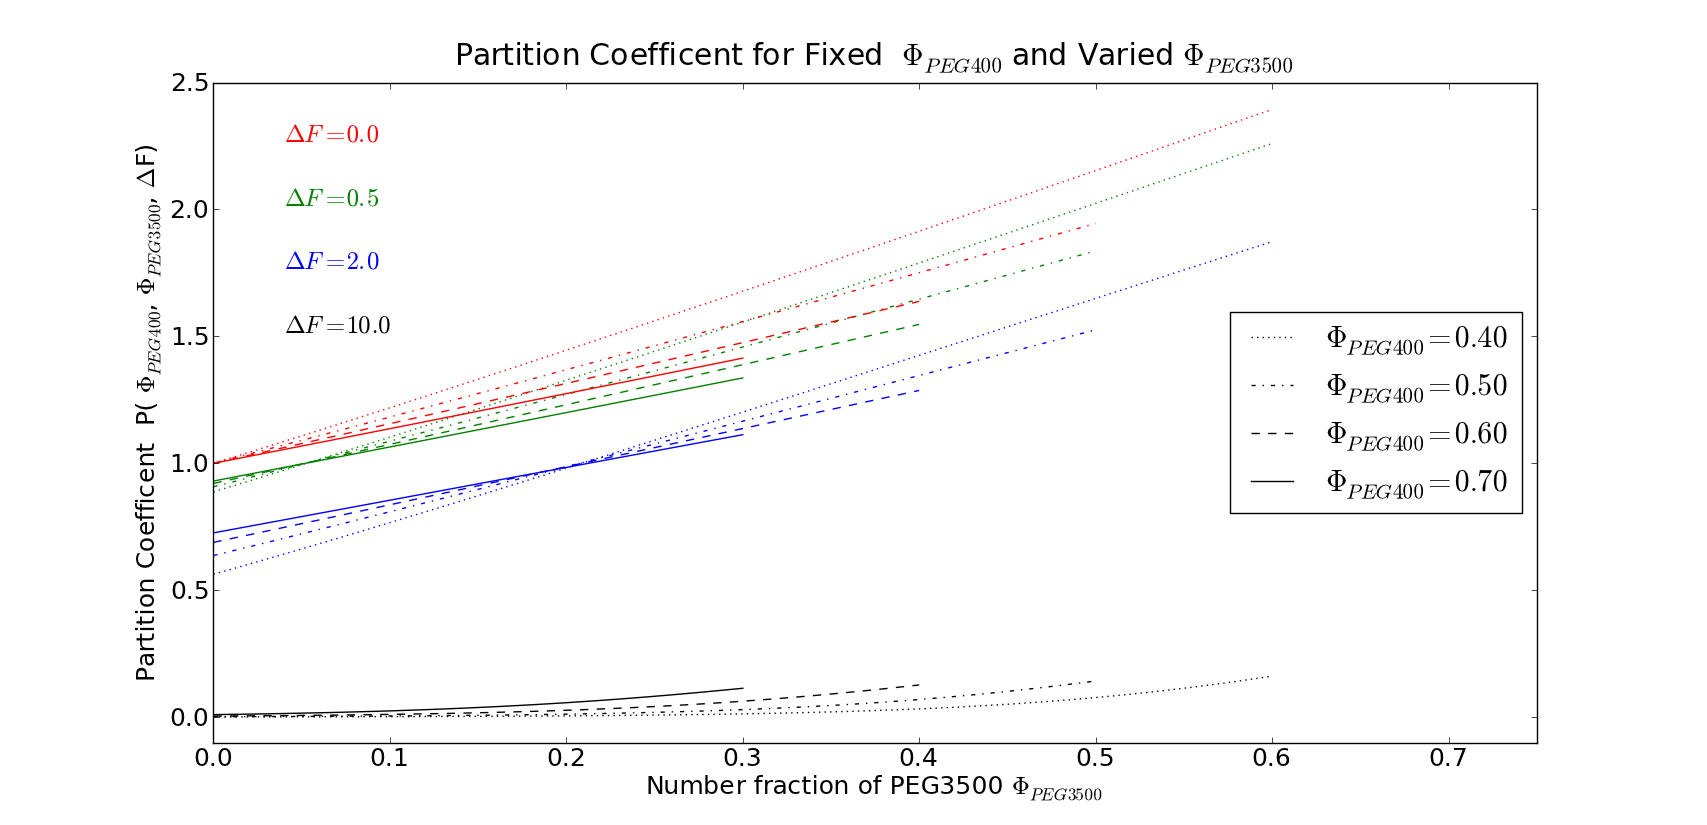 Partition Coefficent for Fixed Φ_PEG400 and Varied Φ_PEG3500
2.5
2.0
1.5
1.0
0.5
0.0
Partition Coefficent P( Φ_PEG400, Φ_PEG3500, ΔF)
ΔF=0.0
ΔF=0.5
ΔF=2.0
ΔF=10.0
Φ_PEG400=0.40
Φ_PEG400=0.50
Φ_PEG400=0.60
Φ_PEG400=0.70
0.0 0.1 0.2 0.3 0.4 0.5 0.6 0.7
Number fraction of PEG3500 Φ_PEG3500